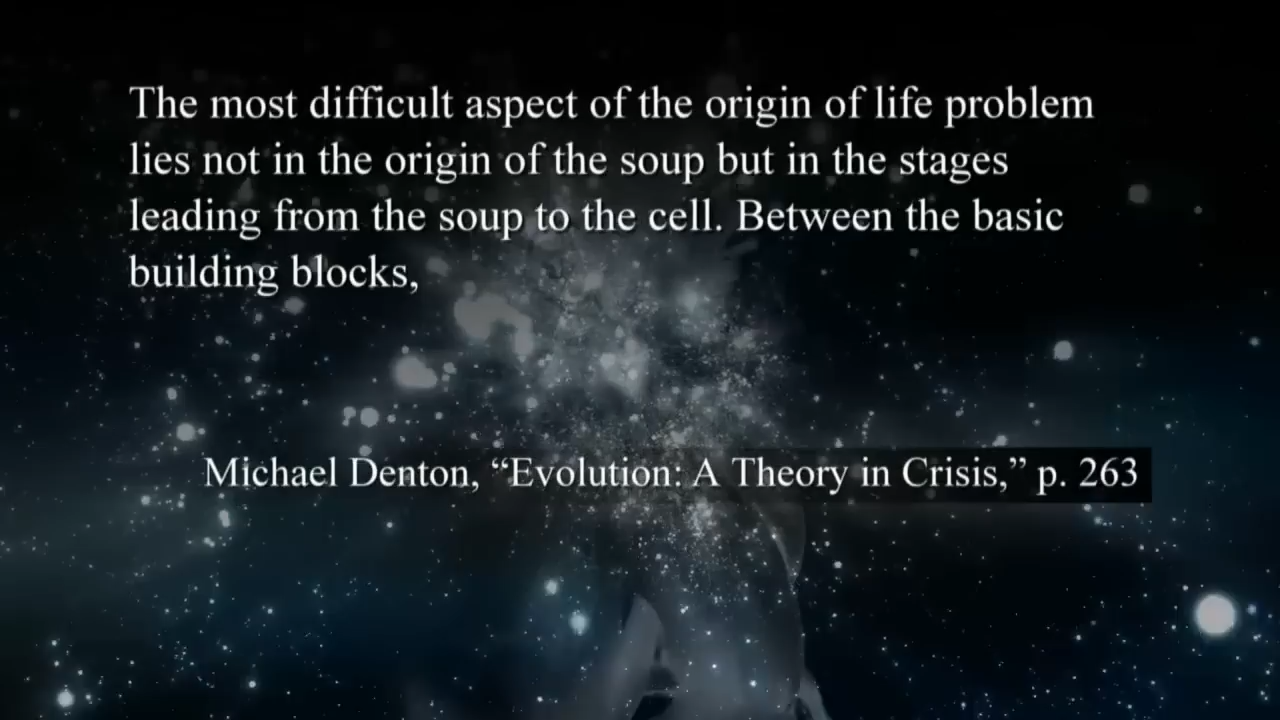 The most difficult aspect of the origin of life problem
lies not in the origin of the soup but in the stages
leading from the soup to the cell. Between the basic
building blocks,
Michael Denton, “Evolution: A Theory in Crisis,” p. 263